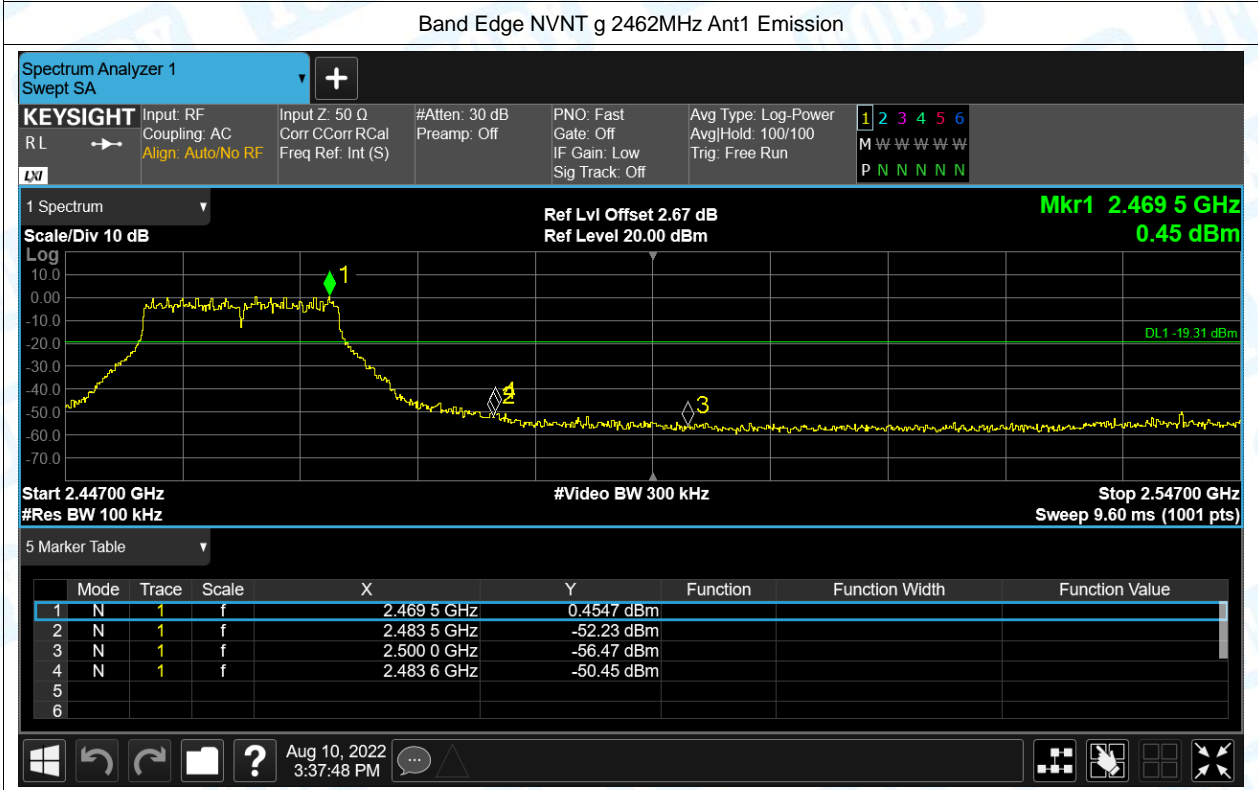 Band Edge NVNT g 2462MHz Ant1 Emission
Spectrum Analyzer 1
Swept SA
KEYSIGHT
R L
LXI
Input: RF
Coupling: AC
Align: Auto/No RF
Input Z: 50 Ω
Corr CCorr RCal
Freq Ref: Int (S)
#Atten: 30 dB
Preamp: Off
PNO: Fast
Gate: Off
IF Gain: Low
Sig Track: Off
Avg Type: Log-Power
Avg|Hold: 100/100
Trig: Free Run
1 2 3 4 5 6
M W W W W W
P N N N N N
1 Spectrum
Scale/Div 10 dB
Ref Lvl Offset 2.67 dB
Ref Level 20.00 dBm
Mkr1 2.469 5 GHz
0.45 dBm
Log
10.0
0.00
-10.0
-20.0
-30.0
-40.0
-50.0
-60.0
-70.0
1
2
4
3
DL1 -19.31 dBm
Start 2.44700 GHz
#Video BW 300 kHz
Stop 2.54700 GHz
#Res BW 100 kHz
Sweep 9.60 ms (1001 pts)
5 Marker Table
Mode Trace Scale X Y Function Function Width Function Value
1 N 1 f 2.469 5 GHz 0.4547 dBm
2 N 1 f 2.483 5 GHz -52.23 dBm
3 N 1 f 2.500 0 GHz -56.47 dBm
4 N 1 f 2.483 6 GHz -50.45 dBm
5
6
?
Aug 10, 2022
3:37:48 PM